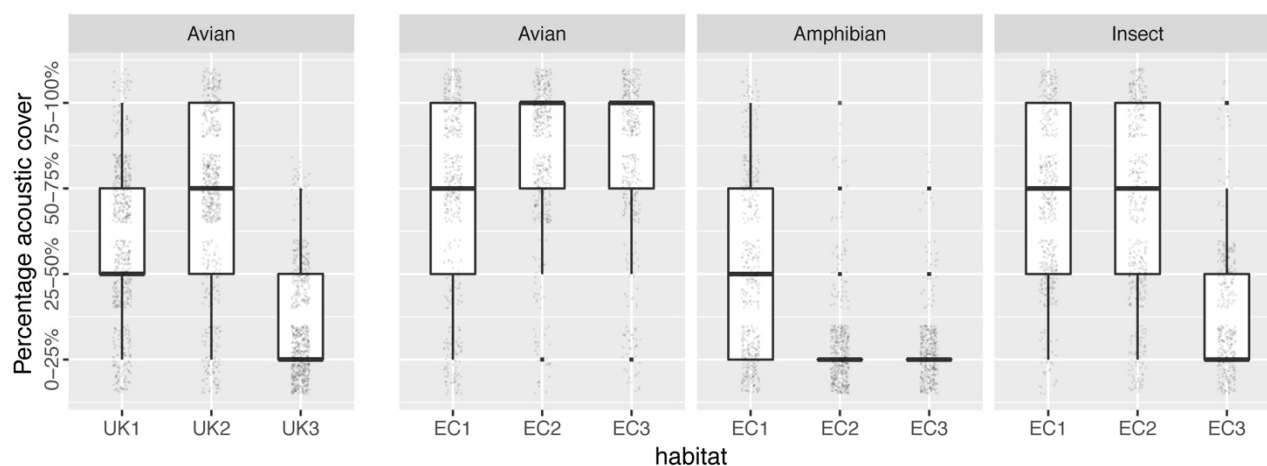 Avian Avian Amphibian Insect
Percentage acoustic cover
75–100%
50–75%
25–50%
0–25%
UK1 UK2 UK3 EC1 EC2 EC3 EC1 EC2 EC3 EC1 EC2 EC3
habitat